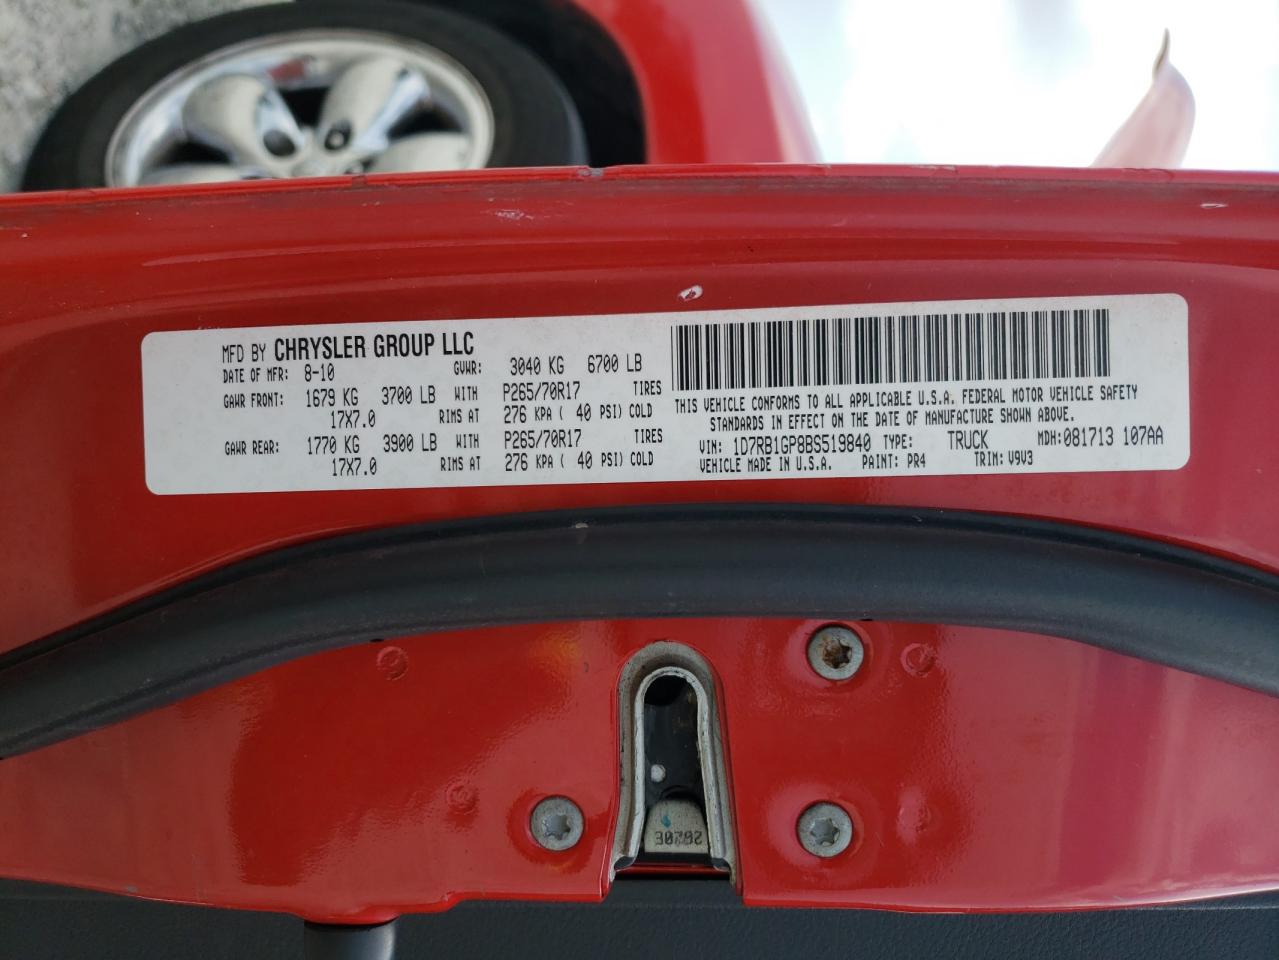 MFD BY CHRYSLER GROUP LLC
DATE OF MFR: 8-10 GVWR: 3040 KG 6700 LB
GAWR FRONT: 1679 KG 3700 LB WITH P265/70R17 TIRES
17X7.0 RIMS AT 276 KPA ( 40 PSI) COLD
GAWR REAR: 1770 KG 3900 LB WITH P265/70R17 TIRES
17X7.0 RIMS AT 276 KPA ( 40 PSI) COLD
THIS VEHICLE CONFORMS TO ALL APPLICABLE U.S.A. FEDERAL MOTOR VEHICLE SAFETY
STANDARDS IN EFFECT ON THE DATE OF MANUFACTURE SHOWN ABOVE.
VIN: 1D7RB1GP8BS519840 TYPE: TRUCK MDH: 081713 107AA
VEHICLE MADE IN U.S.A. PAINT: PR4 TRIM: V9V3